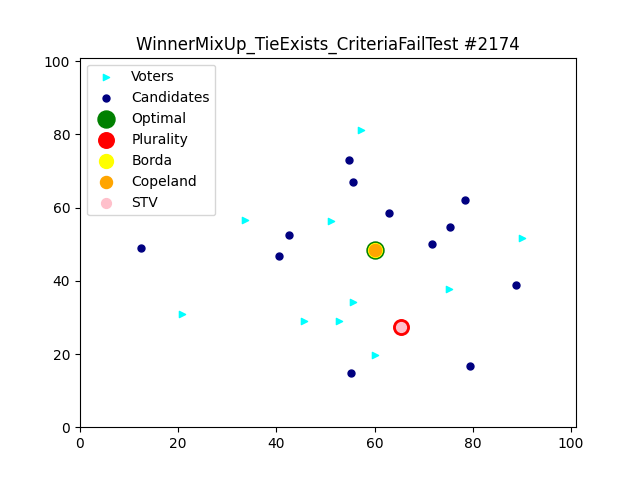 WinnerMixUp_TieExists_CriteriaFailTest #2174
100
80
60
40
20
0
Voters
Candidates
Optimal
Plurality
Borda
Copeland
STV
0 20 40 60 80 100